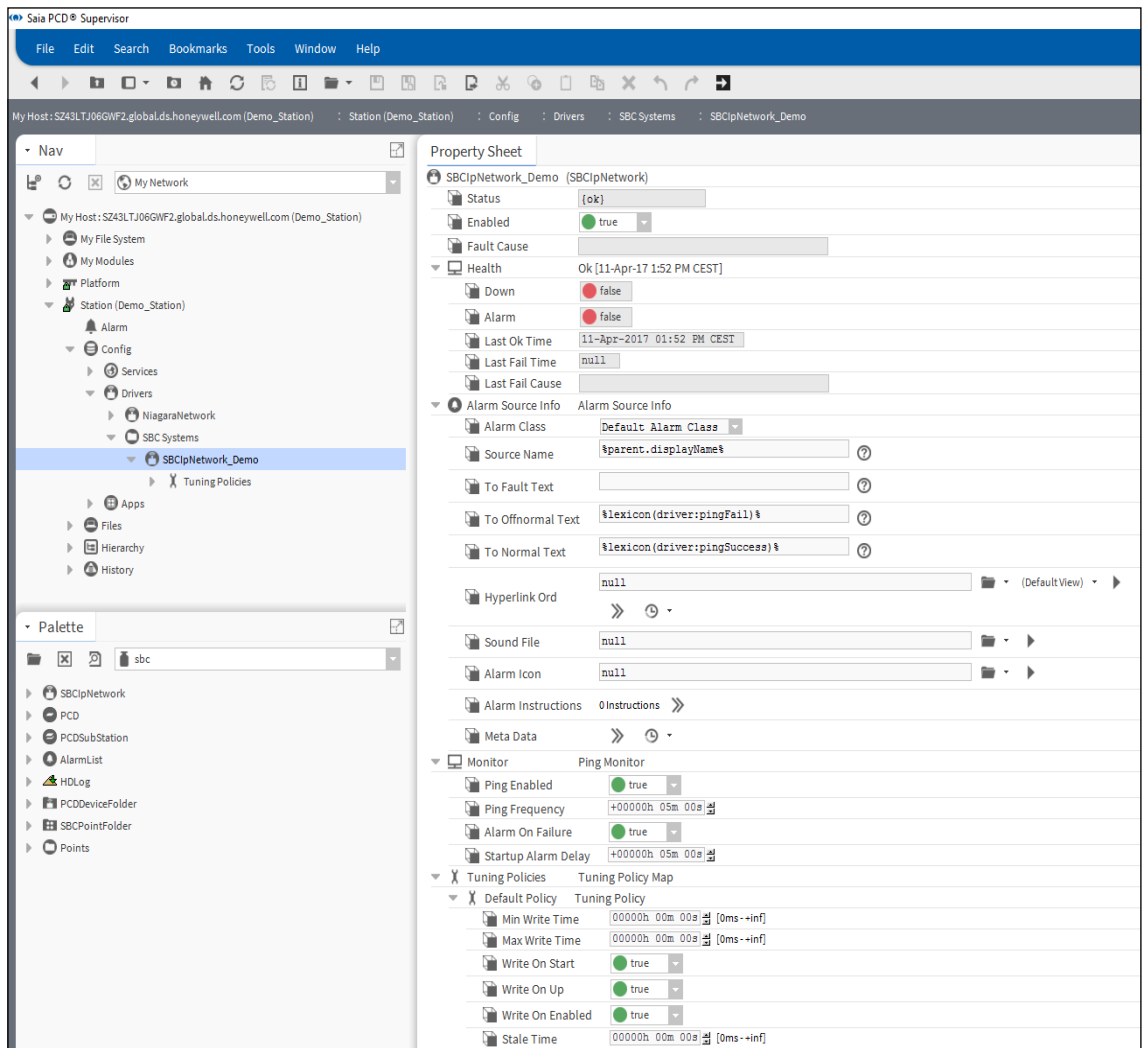 Saia PCD® Supervisor
File Edit Search Bookmarks Tools Window Help
My Host : SZ43LTJ06GWF2.global.ds.honeywell.com (Demo_Station) : Station (Demo_Station) : Config : Drivers : SBC Systems : SBCIpNetwork_Demo
Nav
My Network
My Host : SZ43LTJ06GWF2.global.ds.honeywell.com (Demo_Station)
My File System
My Modules
Platform
Station (Demo_Station)
Alarm
Config
Services
Drivers
NiagaraNetwork
SBC Systems
SBCIpNetwork_Demo
Tuning Policies
Apps
Files
Hierarchy
History
Palette
sbc
SBCIpNetwork
PCD
PCDSubStation
AlarmList
HDLog
PCDDeviceFolder
SBCPointFolder
Points
Property Sheet
SBCIpNetwork_Demo (SBCIpNetwork)
Status {ok}
Enabled true
Fault Cause
Health Ok [11-Apr-17 1:52 PM CEST]
Down false
Alarm false
Last Ok Time 11-Apr-2017 01:52 PM CEST
Last Fail Time null
Last Fail Cause
Alarm Source Info Alarm Source Info
Alarm Class Default Alarm Class
Source Name %parent.displayName%
To Fault Text
To Offnormal Text %lexicon(driver:pingFail)%
To Normal Text %lexicon(driver:pingSuccess)%
Hyperlink Ord null (Default View)
Sound File null
Alarm Icon null
Alarm Instructions 0 Instructions
Meta Data
Monitor Ping Monitor
Ping Enabled true
Ping Frequency +00000h 05m 00s
Alarm On Failure true
Startup Alarm Delay +00000h 05m 00s
Tuning Policies Tuning Policy Map
Default Policy Tuning Policy
Min Write Time 00000h 00m 00s [0ms-+inf]
Max Write Time 00000h 00m 00s [0ms-+inf]
Write On Start true
Write On Up true
Write On Enabled true
Stale Time 00000h 00m 00s [0ms-+inf]